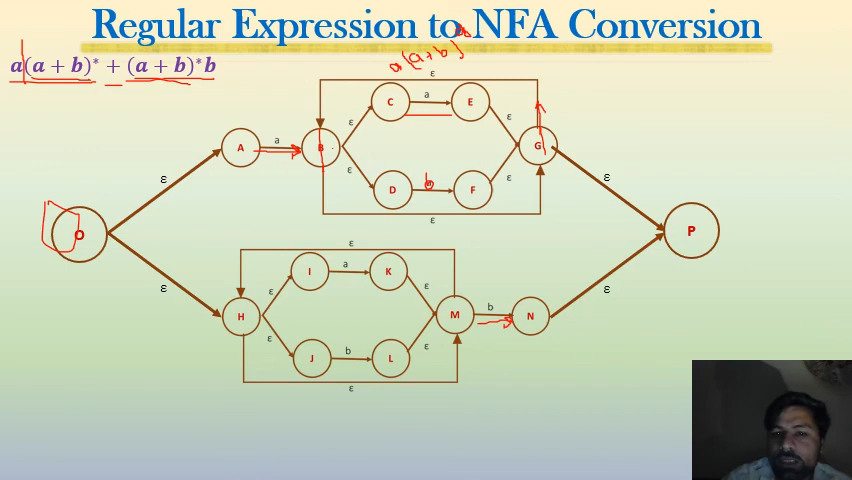 Regular Expression to NFA Conversion
a(a + b)* + (a + b)*b
a(a+b)
ε
C a E
ε ε
A a B G
ε ε
D b F
ε ε
ε
O P
ε
ε ε
I a K
ε ε
H M b N
ε ε
J b L
ε